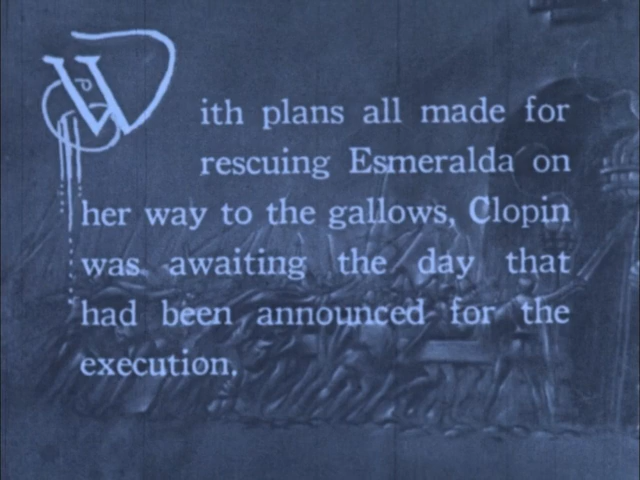 With plans all made for
rescuing Esmeralda on
her way to the gallows, Clopin
was awaiting the day that
had been announced for the
execution.